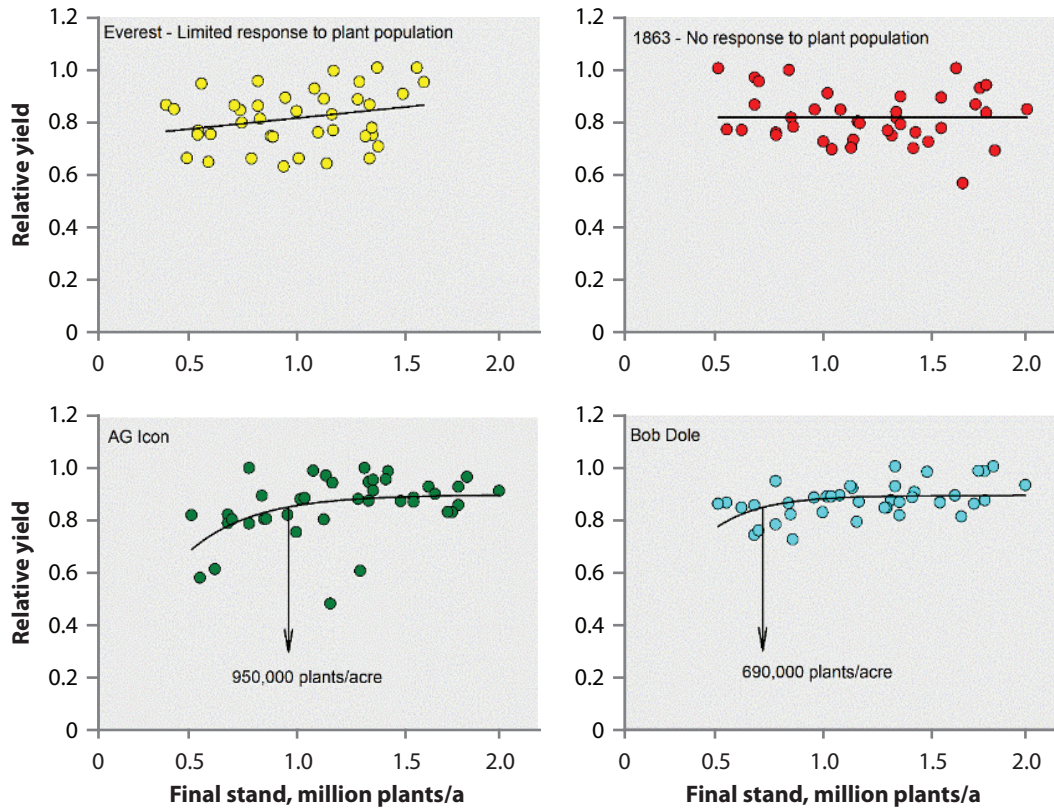 Everest - Limited response to plant population
Relative yield
1.2
1.0
0.8
0.6
0.4
0.2
0
0 0.5 1.0 1.5 2.0
1863 - No response to plant population
1.2
1.0
0.8
0.6
0.4
0.2
0
0 0.5 1.0 1.5 2.0
AG Icon
Relative yield
1.2
1.0
0.8
0.6
0.4
0.2
0
950,000 plants/acre
0 0.5 1.0 1.5 2.0
Final stand, million plants/a
Bob Dole
1.2
1.0
0.8
0.6
0.4
0.2
0
690,000 plants/acre
0 0.5 1.0 1.5 2.0
Final stand, million plants/a